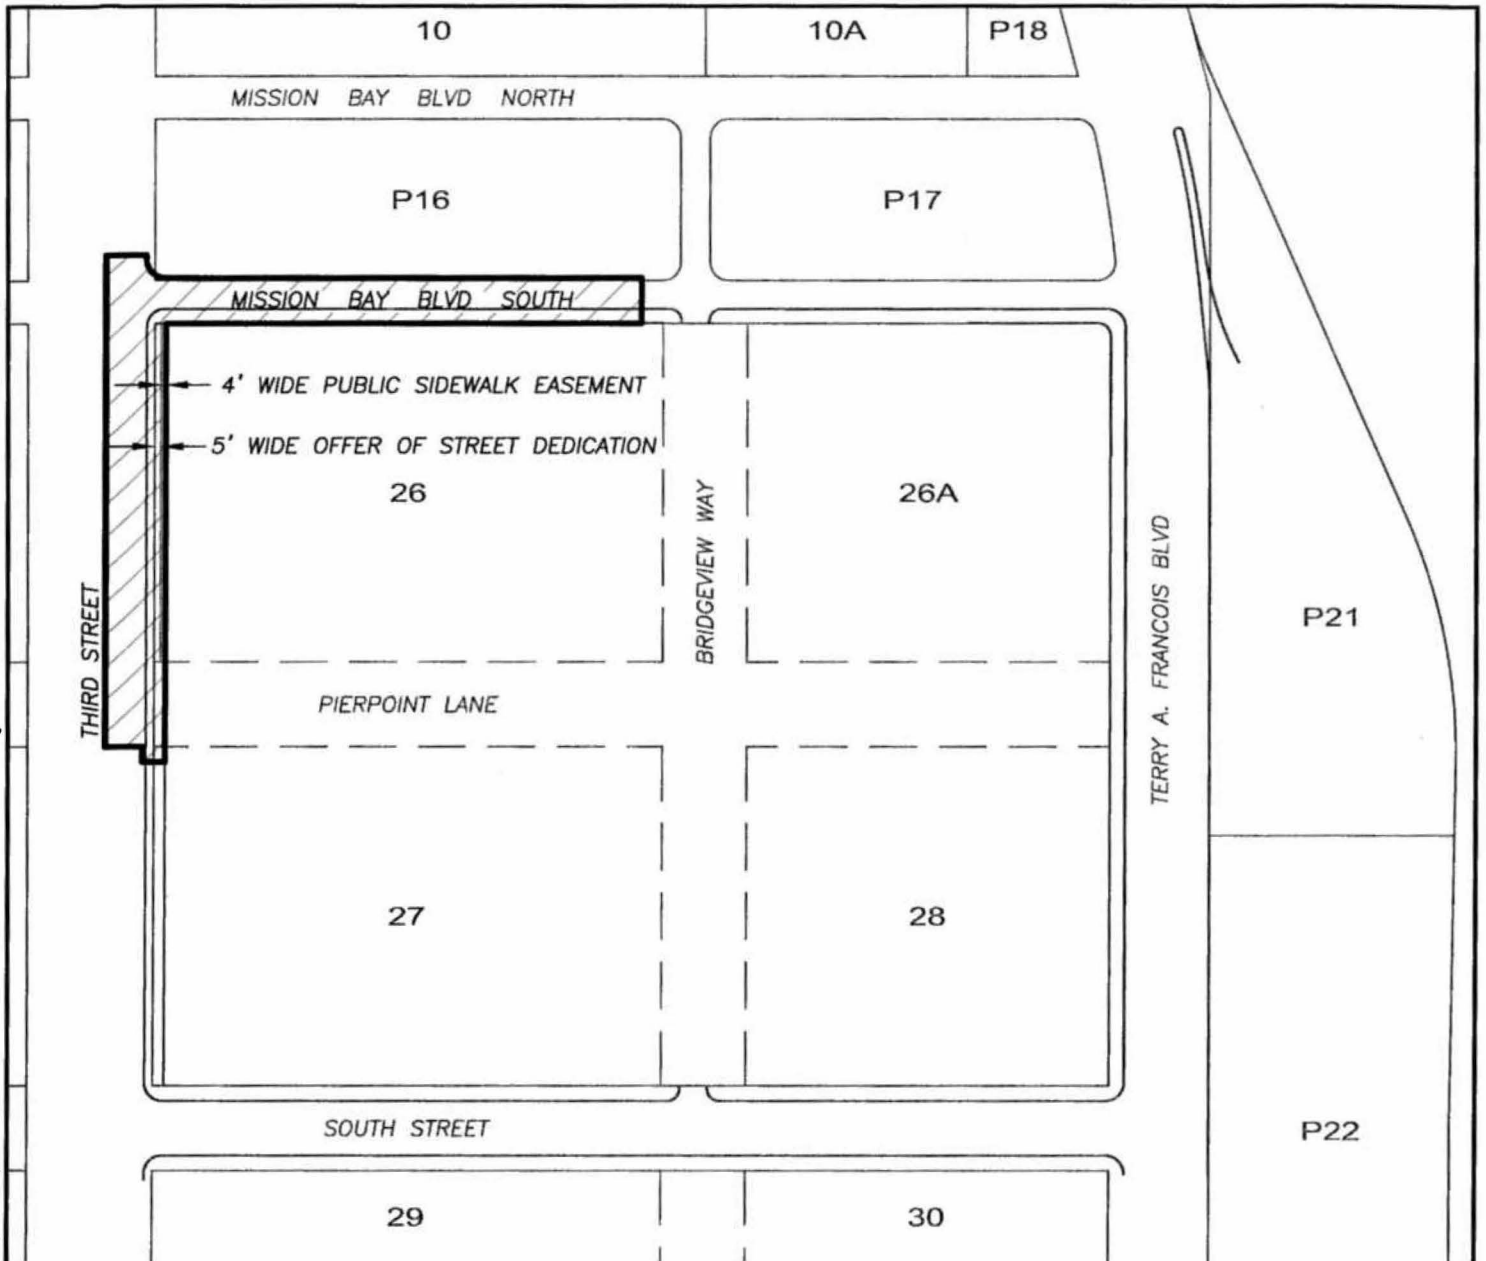 10
10A
P18
MISSION BAY BLVD NORTH
P16
P17
MISSION BAY BLVD SOUTH
4' WIDE PUBLIC SIDEWALK EASEMENT
5' WIDE OFFER OF STREET DEDICATION
26
26A
BRIDGEVIEW WAY
THIRD STREET
TERRY A. FRANCOIS BLVD
P21
PIERPOINT LANE
27
28
SOUTH STREET
P22
29
30